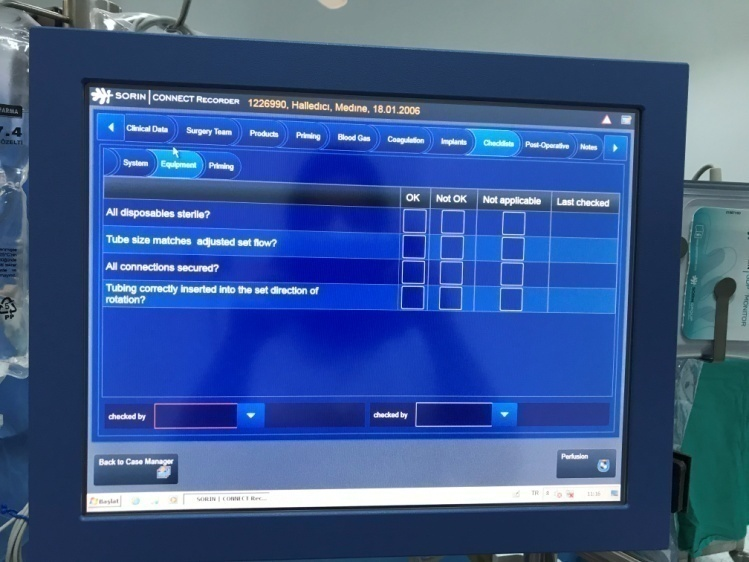 SORIN | CONNECT RECORDER 1226990, Halledıcı, Medıne, 18.01.2006
Clinical Data Surgery Team Products Priming Blood Gas Coagulation Implants Checklists Post-Operative Notes
System Equipment Priming
OK Not OK Not applicable Last checked
All disposables sterile?
Tube size matches adjusted set flow?
All connections secured?
Tubing correctly inserted into the set direction of
rotation?
checked by checked by
Back to Case Manager Perfusion
Başlat SORIN | CONNECT Rec... TR